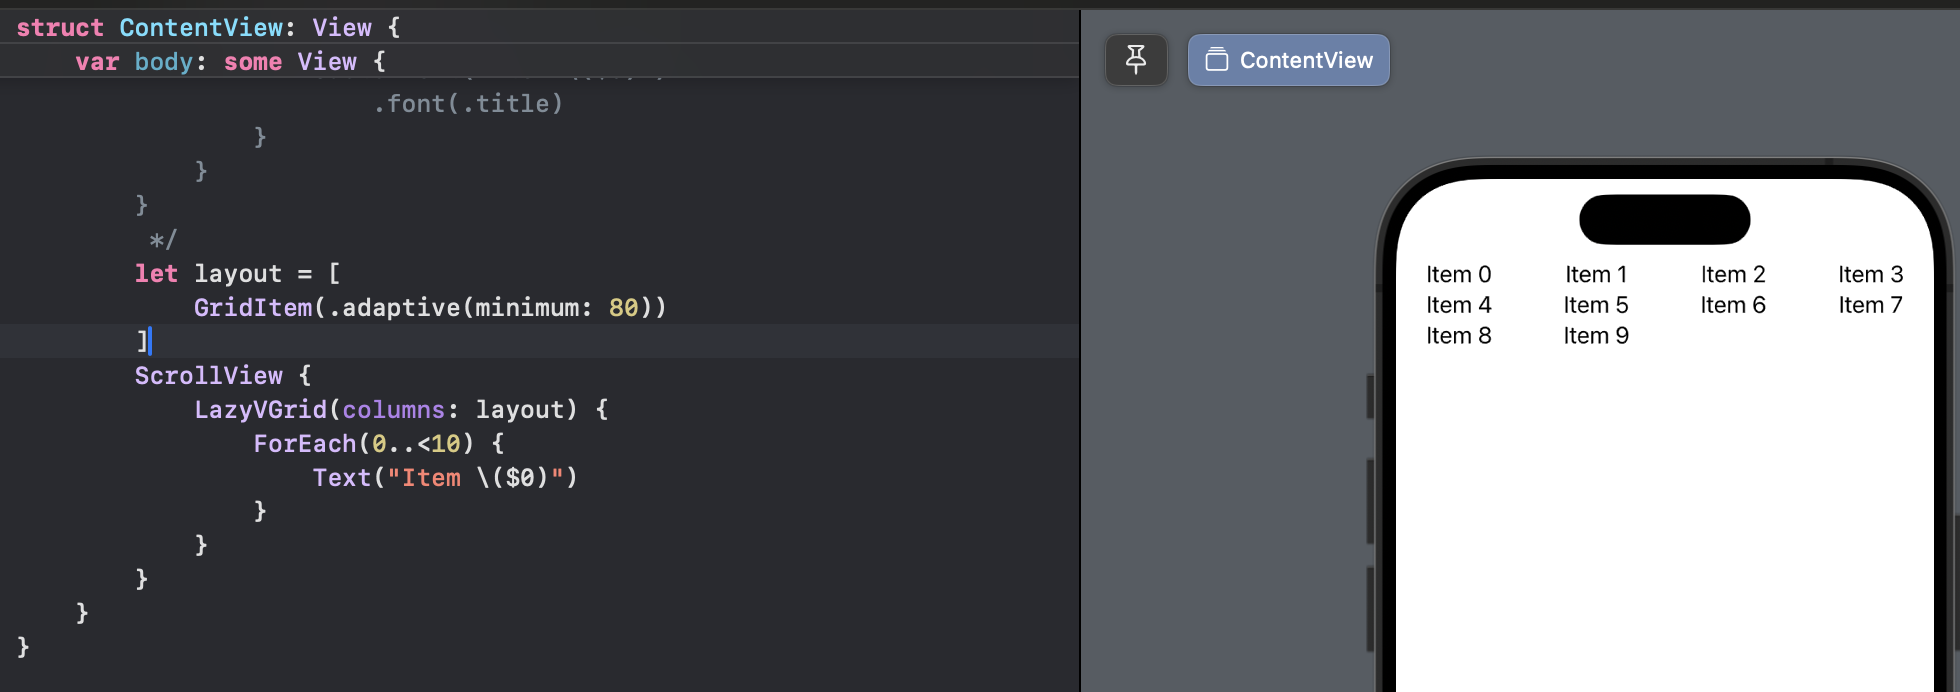 struct ContentView: View {
var body: some View {
.font(.title)
}
}
}
*/
let layout = [
GridItem(.adaptive(minimum: 80))
]
ScrollView {
LazyVGrid(columns: layout) {
ForEach(0..<10) {
Text("Item \($0)")
}
}
}
}
}
ContentView
Item 0 Item 1 Item 2 Item 3
Item 4 Item 5 Item 6 Item 7
Item 8 Item 9